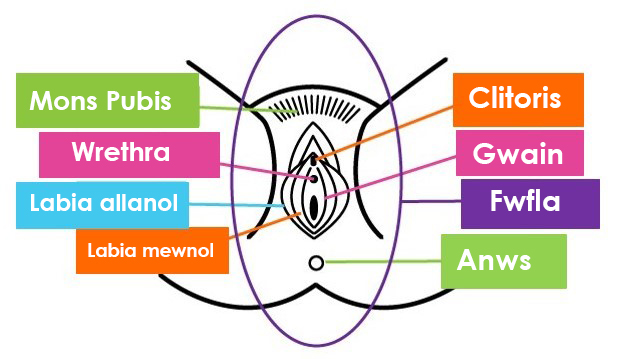 Mons Pubis
Clitoris
Wrethra
Gwain
Labia allanol
Fwfla
Labia mewnol
Anws